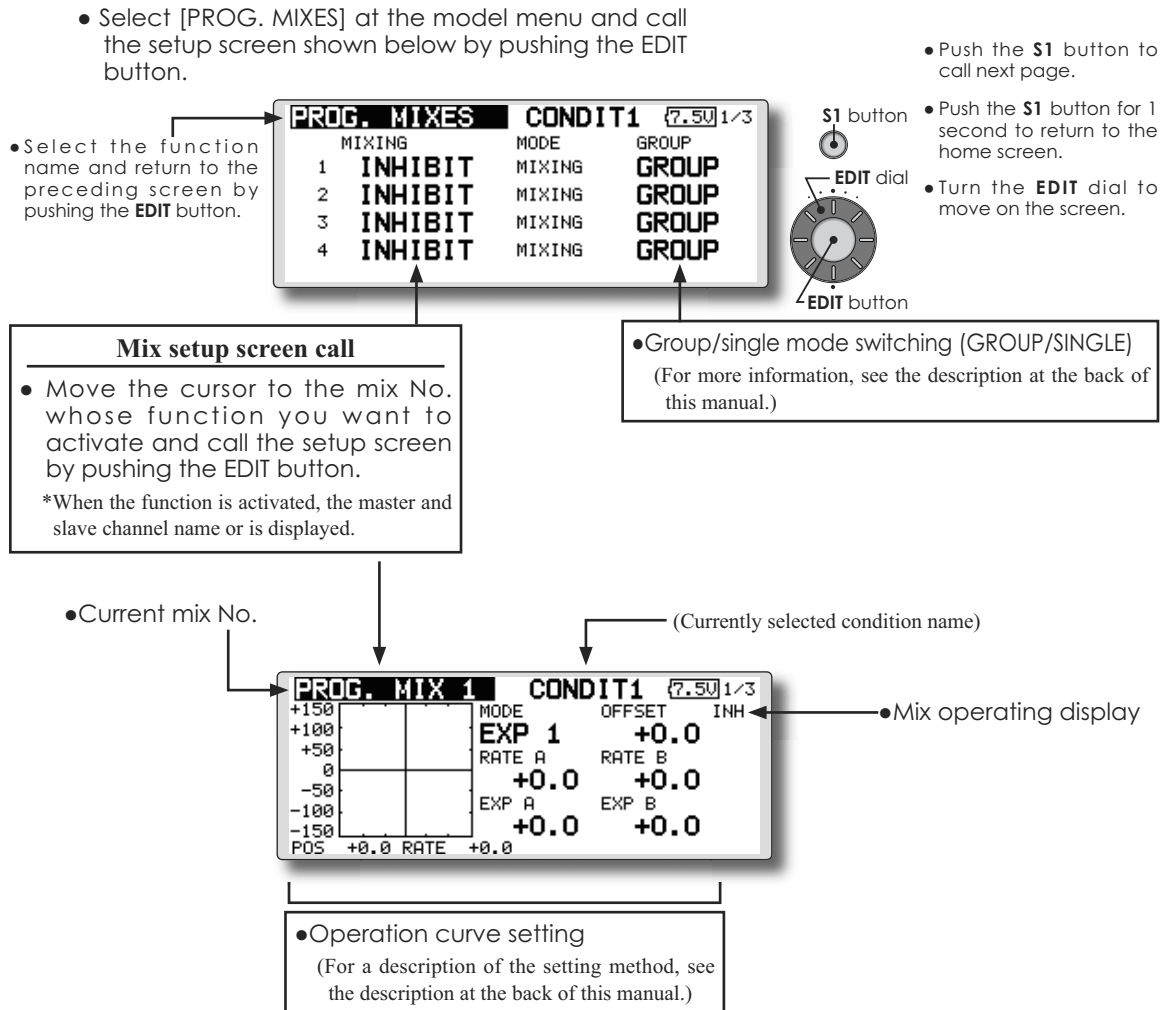 ● Select [PROG. MIXES] at the model menu and call
the setup screen shown below by pushing the EDIT
button.
●Select the function
name and return to the
preceding screen by
pushing the EDIT button.
PROG. MIXES CONDIT1 7.5V 1/3
MIXING MODE GROUP
1 INHIBIT MIXING GROUP
2 INHIBIT MIXING GROUP
3 INHIBIT MIXING GROUP
4 INHIBIT MIXING GROUP
S1 button
EDIT dial
EDIT button
● Push the S1 button to
call next page.
● Push the S1 button for 1
second to return to the
home screen.
● Turn the EDIT dial to
move on the screen.
Mix setup screen call
● Move the cursor to the mix No.
whose function you want to
activate and call the setup screen
by pushing the EDIT button.
*When the function is activated, the master and
slave channel name or is displayed.
●Group/single mode switching (GROUP/SINGLE)
(For more information, see the description at the back of
this manual.)
●Current mix No.
(Currently selected condition name)
PROG. MIX 1 CONDIT1 7.5V 1/3
+150 MODE OFFSET INH
+100 EXP 1 +0.0
+50 RATE A RATE B
0 +0.0 +0.0
-50
-100 EXP A EXP B
-150 +0.0 +0.0
POS +0.0 RATE +0.0
●Mix operating display
●Operation curve setting
(For a description of the setting method, see
the description at the back of this manual.)